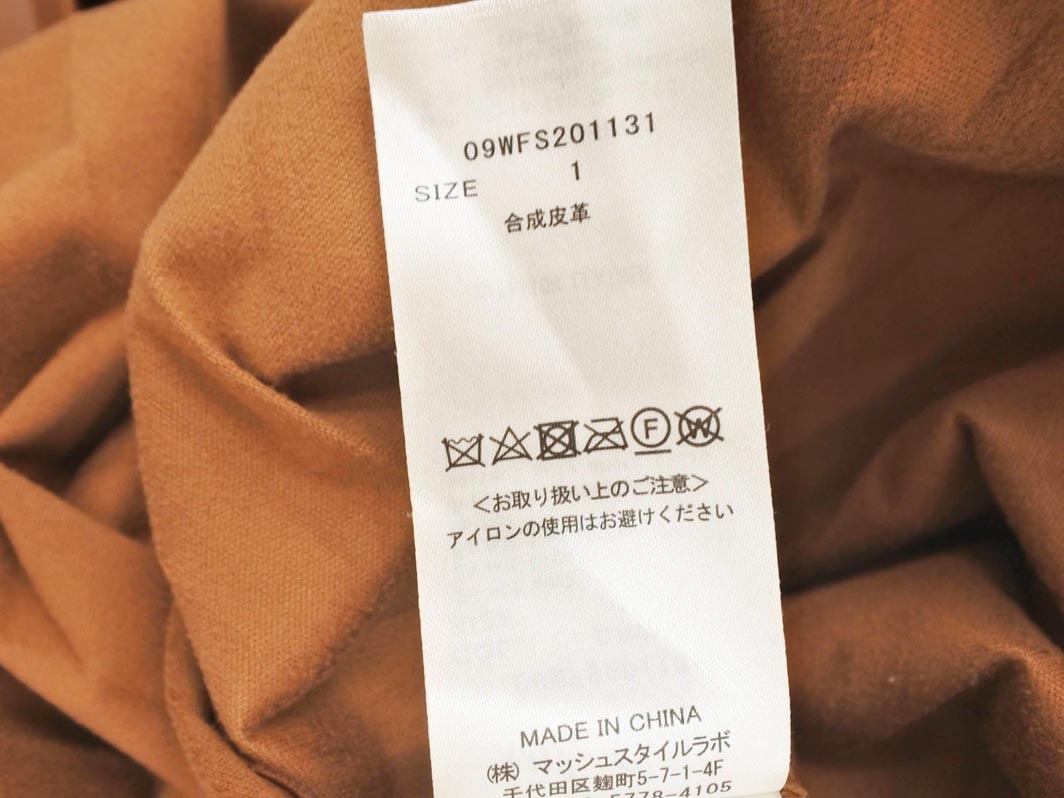 09WFS201131
SIZE 1
合成皮革
F W
<お取り扱い上のご注意>
アイロンの使用はお避けください
MADE IN CHINA
(株) マッシュスタイルラボ
千代田区麹町5-7-1-4F
5778-4105